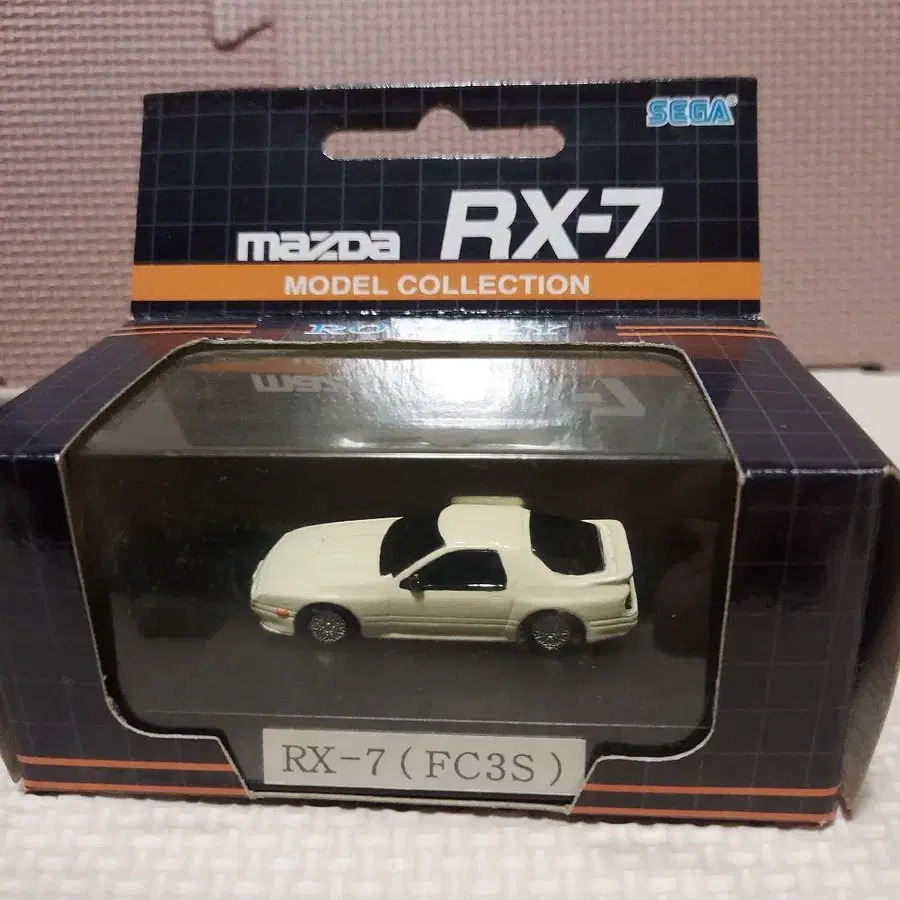 SEGA®
mazda RX-7
MODEL COLLECTION
RX-7(FC3S)